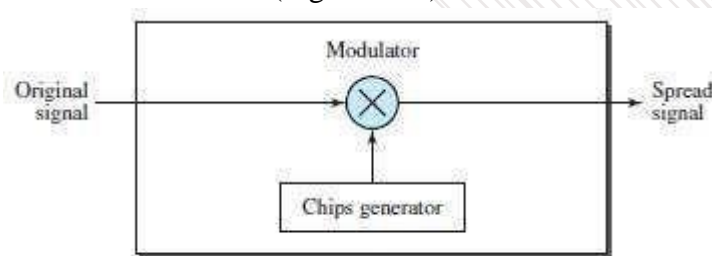 Modulator
Original
signal
Spread
signal
Chips generator